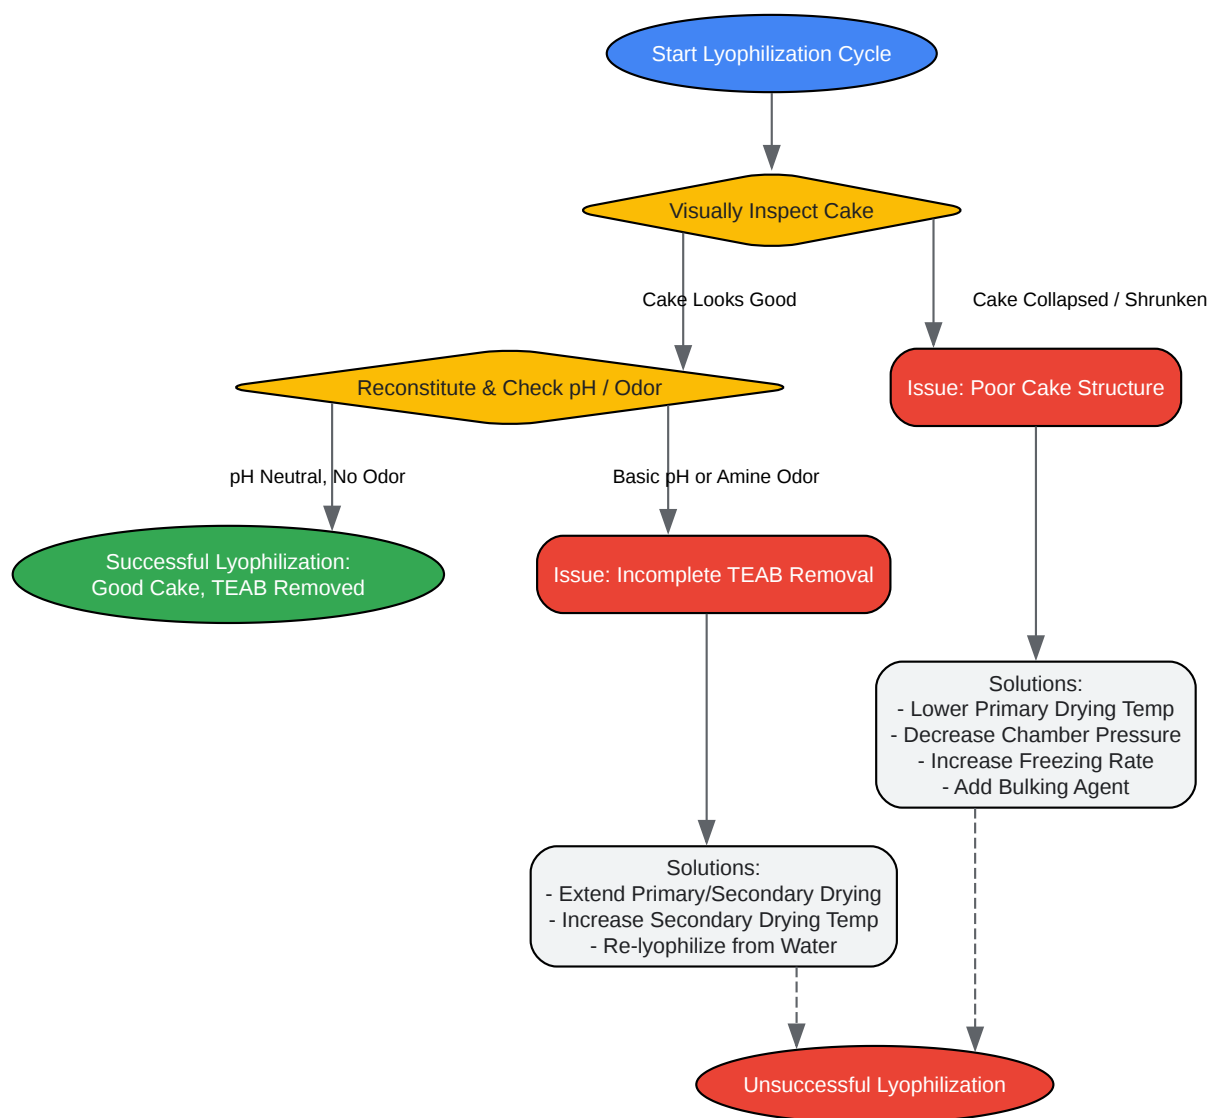 Start Lyophilization Cycle
Visually Inspect Cake
Cake Looks Good
Cake Collapsed / Shrunken
Reconstitute & Check pH / Odor
Issue: Poor Cake Structure
pH Neutral, No Odor
Basic pH or Amine Odor
Successful Lyophilization:
Good Cake, TEAB Removed
Issue: Incomplete TEAB Removal
Solutions:
- Lower Primary Drying Temp
- Decrease Chamber Pressure
- Increase Freezing Rate
- Add Bulking Agent
Solutions:
- Extend Primary/Secondary Drying
- Increase Secondary Drying Temp
- Re-lyophilize from Water
Unsuccessful Lyophilization